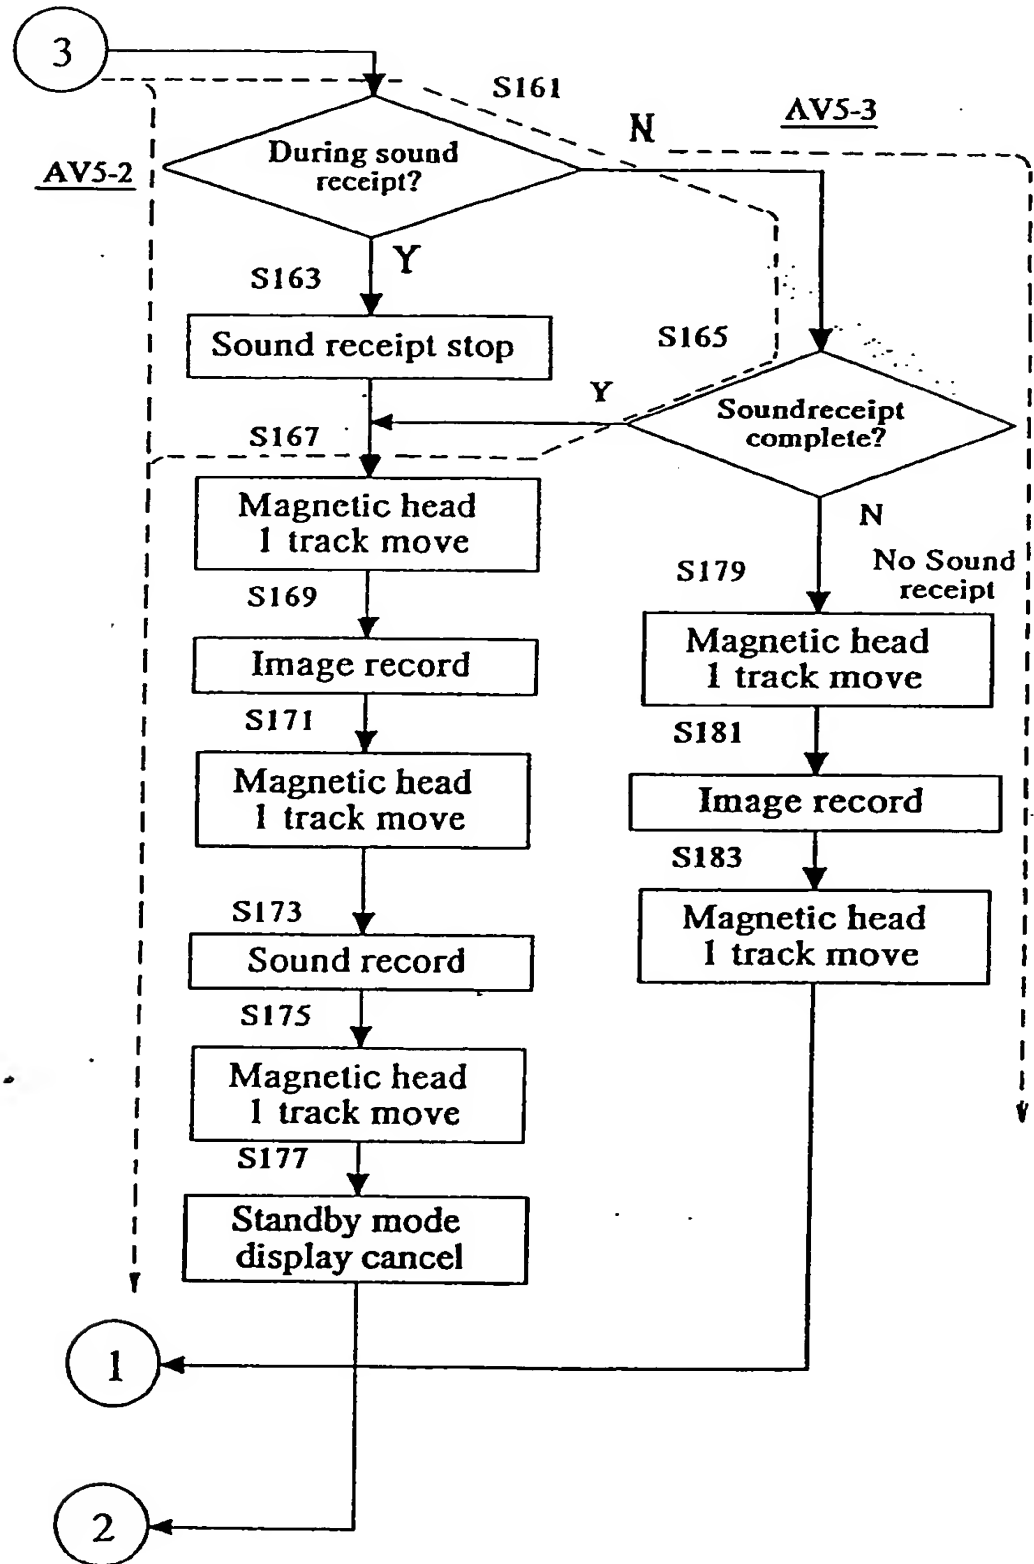 3
S161
AV5-3
N
During sound
receipt?
AV5-2
Y
S163
Sound receipt stop
S165
Y
Soundreceipt
complete?
S167
Magnetic head
1 track move
N
No Sound
receipt
S169
S179
Image record
Magnetic head
1 track move
S171
S181
Magnetic head
1 track move
Image record
S183
S173
Magnetic head
1 track move
Sound record
S175
Magnetic head
1 track move
S177
Standby mode
display cancel
1
2